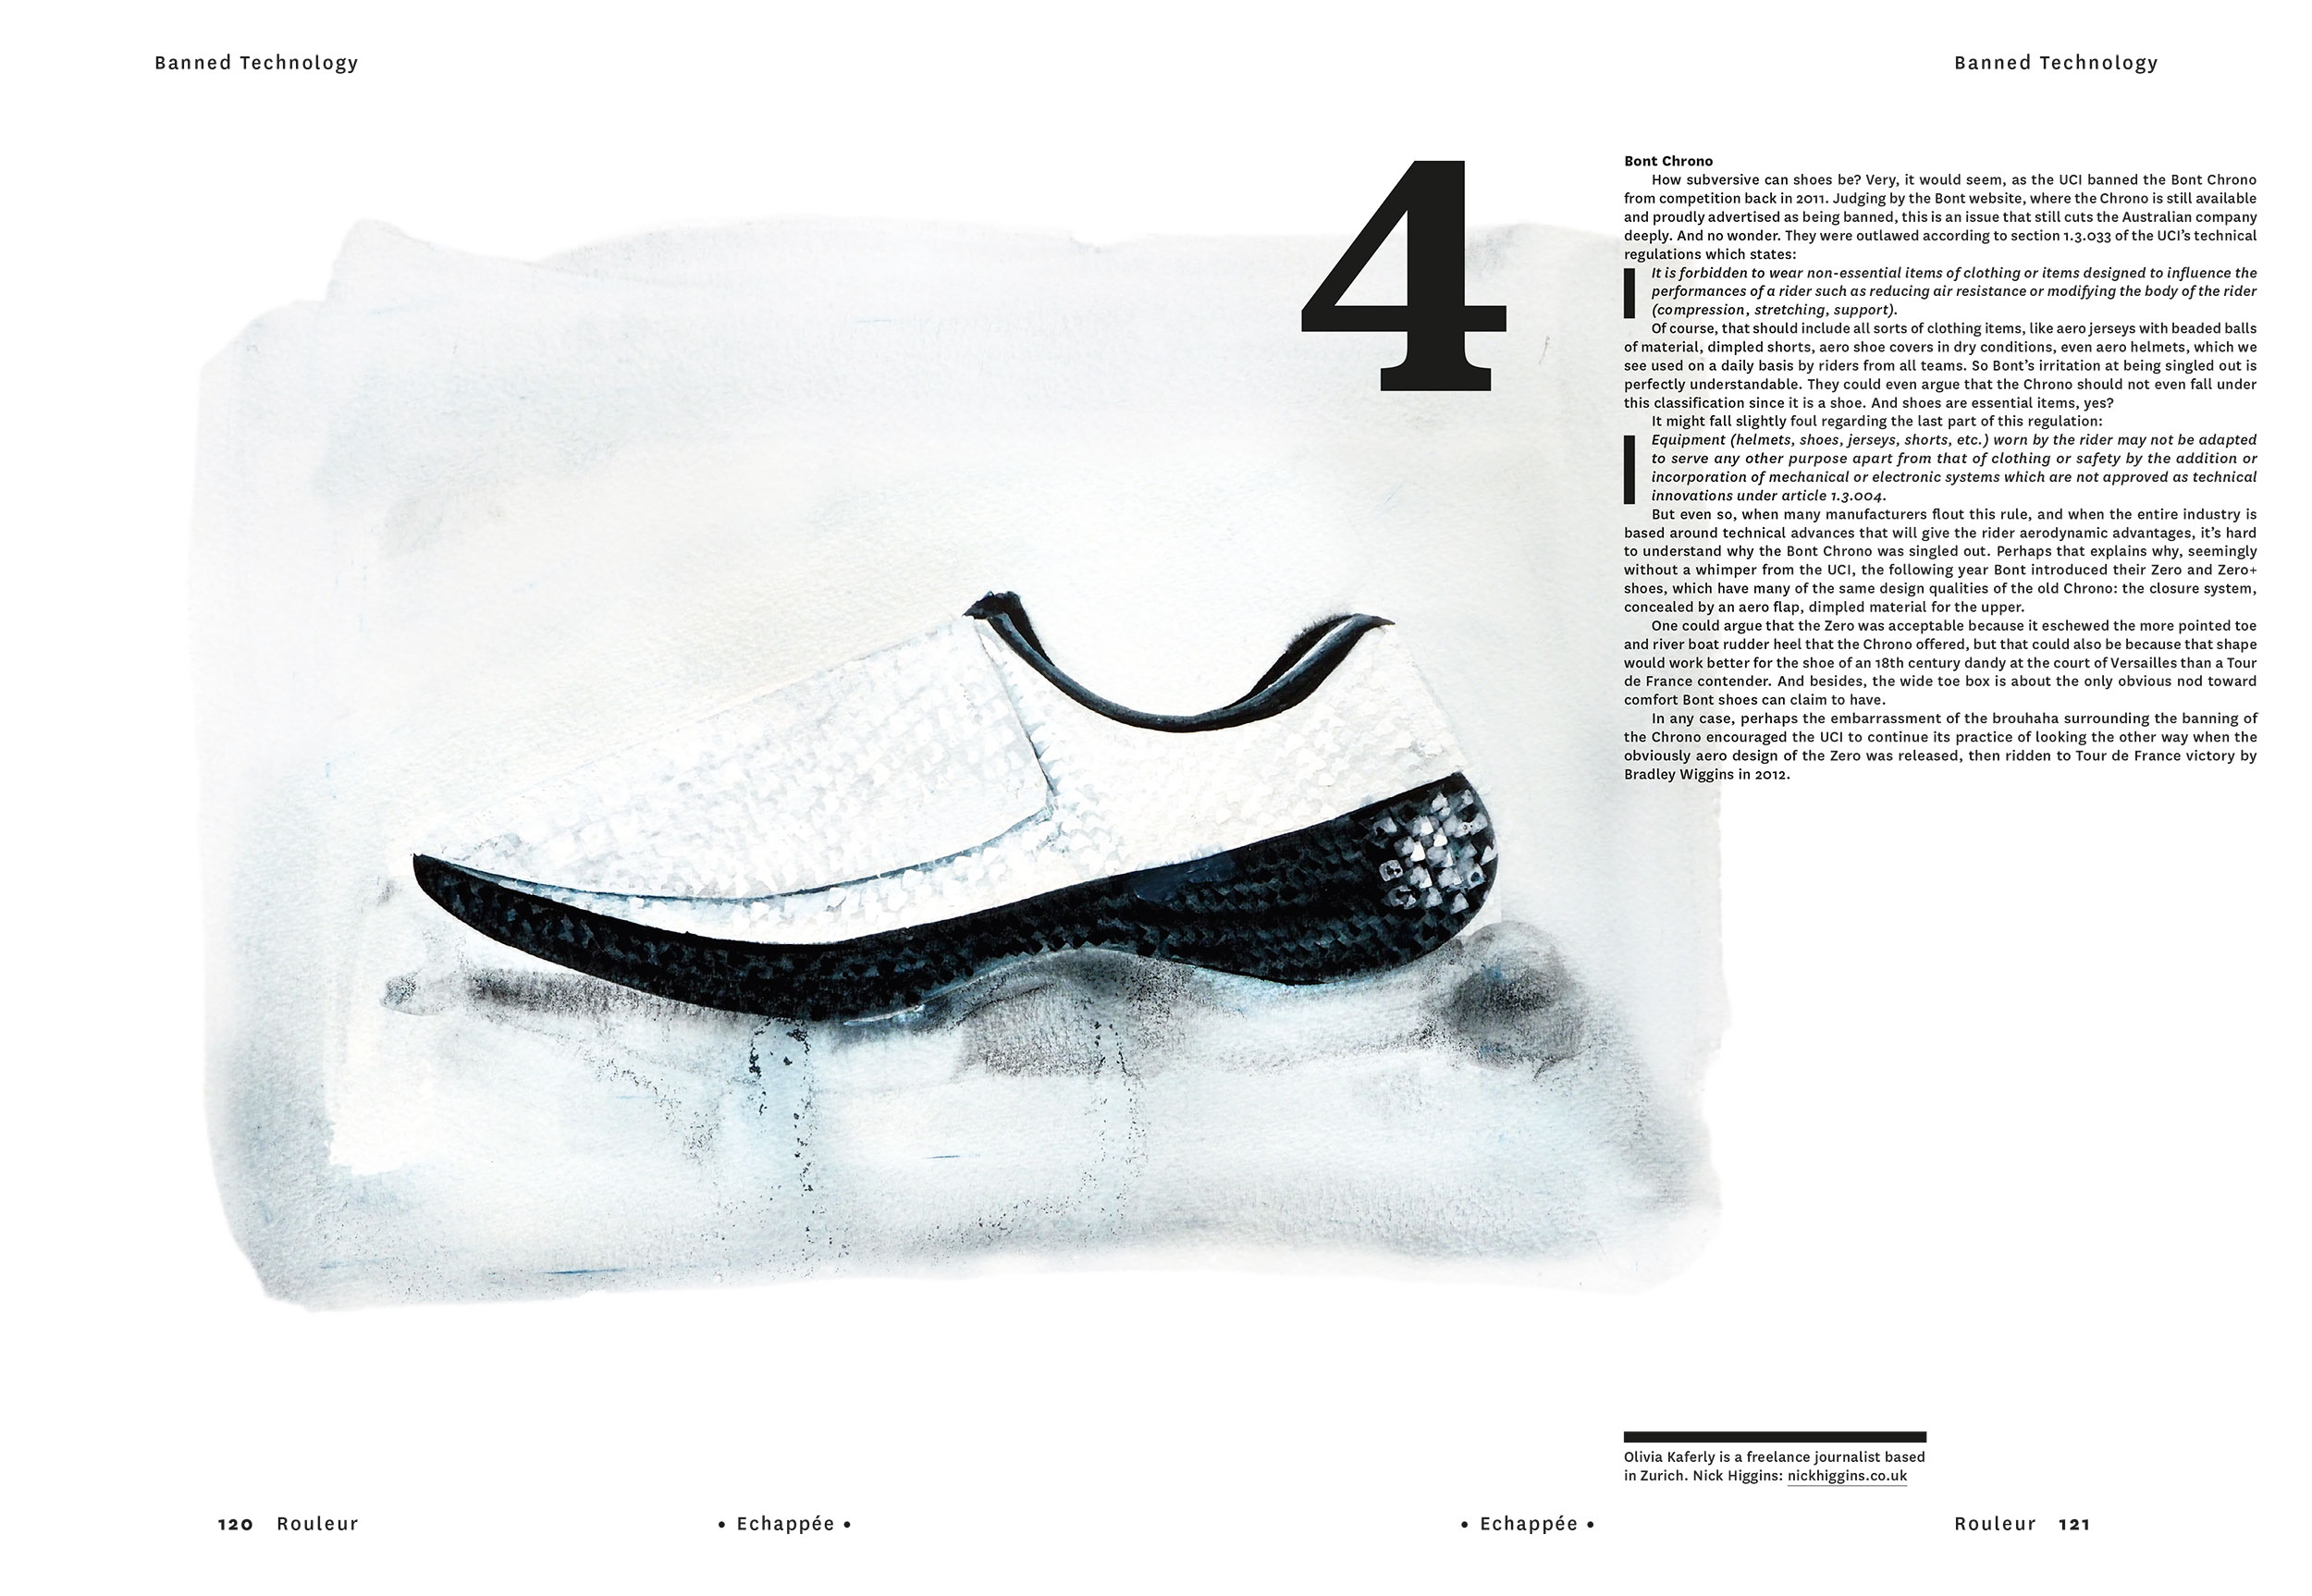 Banned Technology
Banned Technology
4
Bont Chrono
How subversive can shoes be? Very, it would seem, as the UCI banned the Bont Chrono
from competition back in 2011. Judging by the Bont website, where the Chrono is still available
and proudly advertised as being banned, this is an issue that still cuts the Australian company
deeply. And no wonder. They were outlawed according to section 1.3.033 of the UCI’s technical
regulations which states:
It is forbidden to wear non-essential items of clothing or items designed to influence the
performances of a rider such as reducing air resistance or modifying the body of the rider
(compression, stretching, support).
Of course, that should include all sorts of clothing items, like aero jerseys with beaded balls
of material, dimpled shorts, aero shoe covers in dry conditions, even aero helmets, which we
see used on a daily basis by riders from all teams. So Bont’s irritation at being singled out is
perfectly understandable. They could even argue that the Chrono should not even fall under
this classification since it is a shoe. And shoes are essential items, yes?
It might fall slightly foul regarding the last part of this regulation:
Equipment (helmets, shoes, jerseys, shorts, etc.) worn by the rider may not be adapted
to serve any other purpose apart from that of clothing or safety by the addition or
incorporation of mechanical or electronic systems which are not approved as technical
innovations under article 1.3.004.
But even so, when many manufacturers flout this rule, and when the entire industry is
based around technical advances that will give the rider aerodynamic advantages, it’s hard
to understand why the Bont Chrono was singled out. Perhaps that explains why, seemingly
without a whimper from the UCI, the following year Bont introduced their Zero and Zero+
shoes, which have many of the same design qualities of the old Chrono: the closure system,
concealed by an aero flap, dimpled material for the upper.
One could argue that the Zero was acceptable because it eschewed the more pointed toe
and river boat rudder heel that the Chrono offered, but that could also be because that shape
would work better for the shoe of an 18th century dandy at the court of Versailles than a Tour
de France contender. And besides, the wide toe box is about the only obvious nod toward
comfort Bont shoes can claim to have.
In any case, perhaps the embarrassment of the brouhaha surrounding the banning of
the Chrono encouraged the UCI to continue its practice of looking the other way when the
obviously aero design of the Zero was released, then ridden to Tour de France victory by
Bradley Wiggins in 2012.
Olivia Kaferly is a freelance journalist based
in Zurich. Nick Higgins: nickhiggins.co.uk
120 Rouleur
• Echappée •
• Echappée •
Rouleur 121